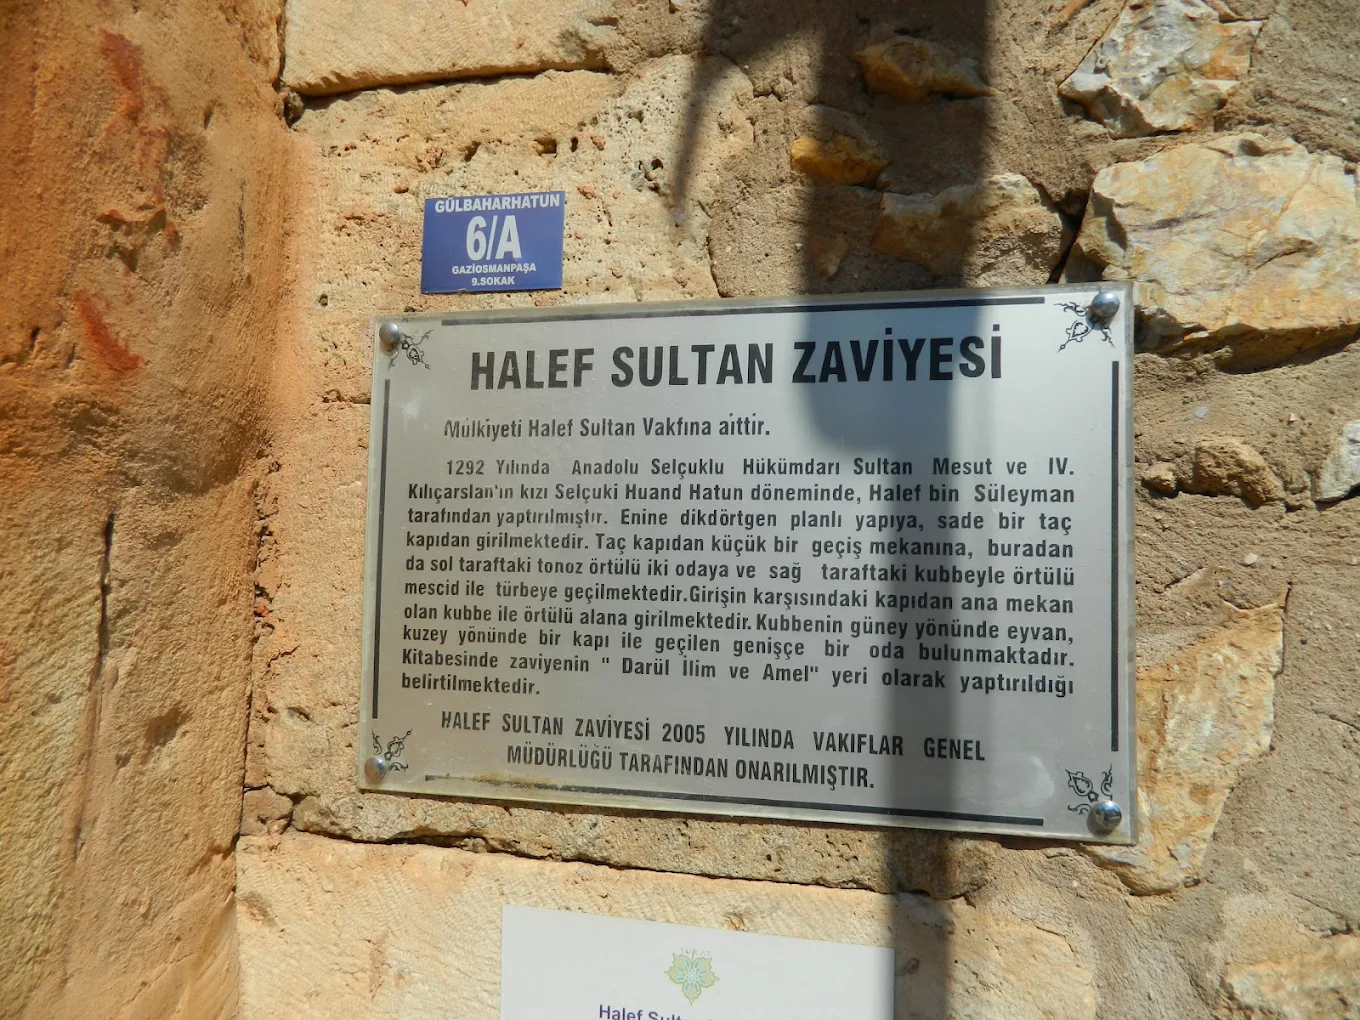 GÜLBAHARHATUN
6/A
GAZİOSMANPAŞA
9.SOKAK
HALEF SULTAN ZAVİYESİ
Mülkiyeti Halef Sultan Vakfına aittir.
1292 Yılında Anadolu Selçuklu Hükümdarı Sultan Mesut ve IV.
Kılıçarslan'ın kızı Selçuki Huand Hatun döneminde, Halef bin Süleyman
tarafından yaptırılmıştır. Enine dikdörtgen planlı yapıya, sade bir taç
kapıdan girilmektedir. Taç kapıdan küçük bir geçiş mekanına, buradan
da sol taraftaki tonoz örtülü iki odaya ve sağ taraftaki kubbeyle örtülü
mescid ile türbeye geçilmektedir.Girişin karşısındaki kapıdan ana mekan
olan kubbe ile örtülü alana girilmektedir. Kubbenin güney yönünde eyvan,
kuzey yönünde bir kapı ile geçilen genişçe bir oda bulunmaktadır.
Kitabesinde zaviyenin " Darül İlim ve Amel" yeri olarak yaptırıldığı
belirtilmektedir.
HALEF SULTAN ZAVİYESİ 2005 YILINDA VAKIFLAR GENEL
MÜDÜRLÜĞÜ TARAFINDAN ONARILMIŞTIR.
Halef